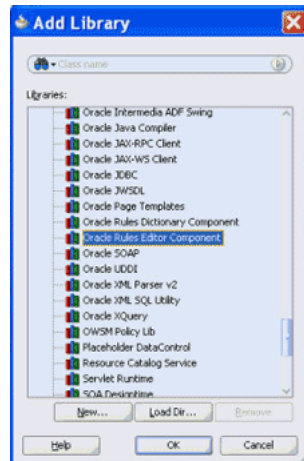 Add Library
Class name
Libraries:
Oracle Intermedia ADF Swing
Oracle Java Compiler
Oracle JAX-RPC Client
Oracle JAX-WS Client
Oracle JDBC
Oracle JWSDL
Oracle Page Templates
Oracle Rules Dictionary Component
Oracle Rules Editor Component
Oracle SOAP
Oracle UDDI
Oracle XML Parser v2
Oracle XML SQL Utility
Oracle XQuery
OWSM Policy Lib
Placeholder DataControl
Resource Catalog Service
Servlet Runtime
SOA Designtime
New... Load Dir... Remove
Help OK Cancel